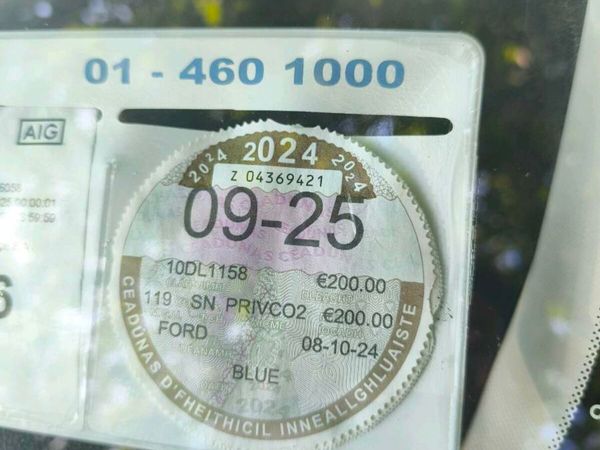 01 - 460 1000
AIG
2024 2024 2024
Z 04369421
09-25
10DL1158 €200.00
119 SN PRIVCO2 €200.00
FORD 08-10-24
BLUE
2024
CEADÚNAS D'FHEITHICIL INNEALLGHLUAISTE